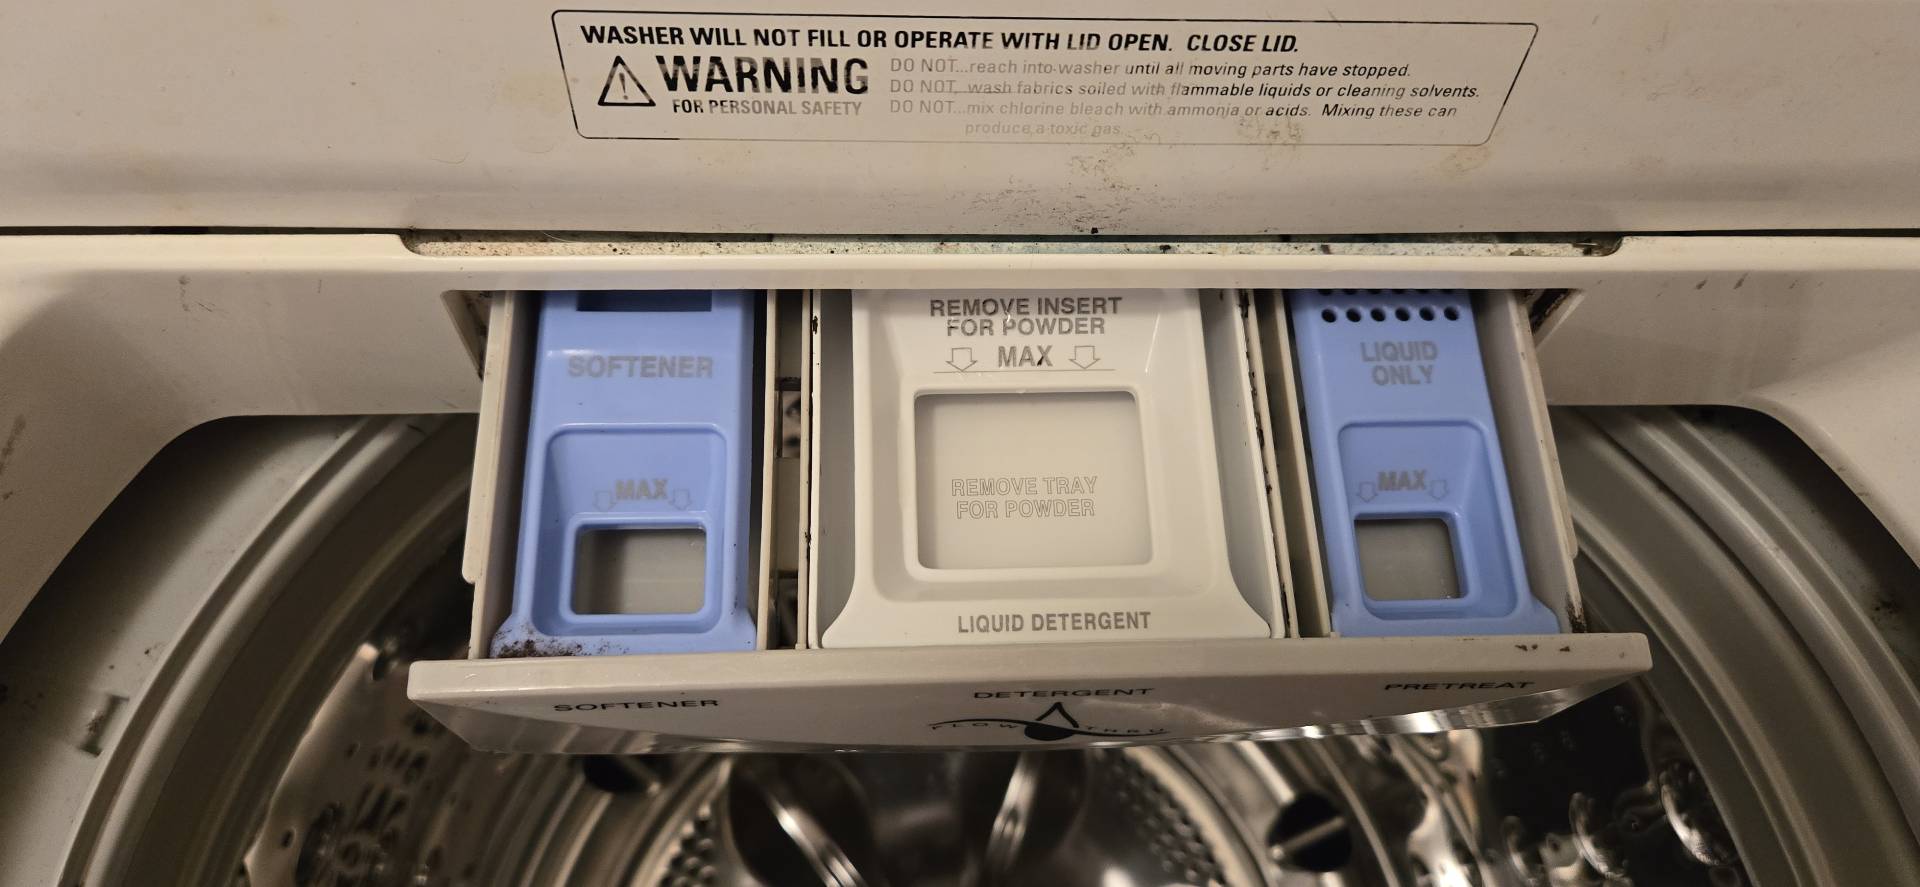 WASHER WILL NOT FILL OR OPERATE WITH LID OPEN. CLOSE LID.
WARNING
FOR PERSONAL SAFETY
DO NOT...reach into washer until all moving parts have stopped.
DO NOT...wash fabrics soiled with flammable liquids or cleaning solvents.
DO NOT...mix chlorine bleach with ammonia or acids. Mixing these can
produce a toxic gas.
SOFTENER
MAX
REMOVE INSERT
FOR POWDER
MAX
REMOVE TRAY
FOR POWDER
LIQUID DETERGENT
LIQUID
ONLY
MAX
SOFTENER
DETERGENT
PRETREAT
FLOW THRU